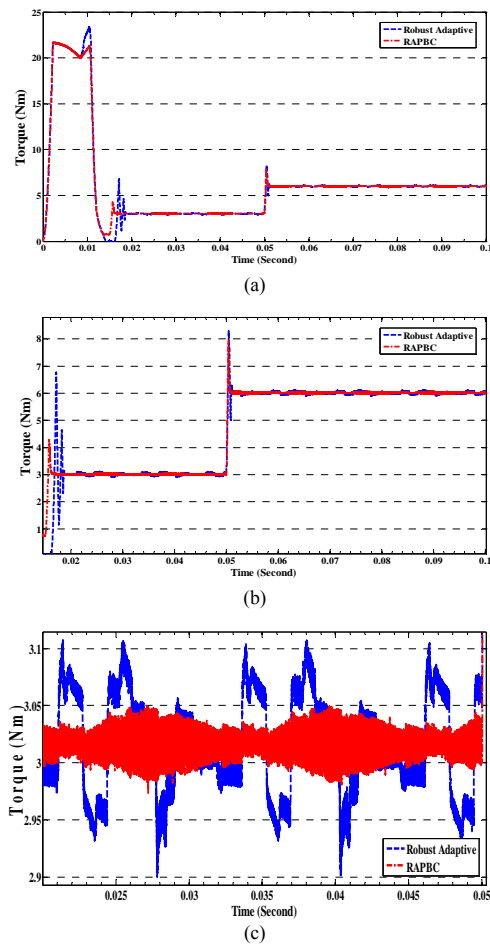 25
20
15
10
5
0
Torque (Nm)
Robust Adaptive
RAPBC
0 0.01 0.02 0.03 0.04 0.05 0.06 0.07 0.08 0.09 0.1
Time (Second)
(a)
8
7
6
5
4
3
2
1
Torque (Nm)
Robust Adaptive
RAPBC
0.02 0.03 0.04 0.05 0.06 0.07 0.08 0.09 0.1
Time (Second)
(b)
3.1
3.05
3
2.95
2.9
Torque (Nm)
Robust Adaptive
RAPBC
0.025 0.03 0.035 0.04 0.045 0.05
Time (Second)
(c)